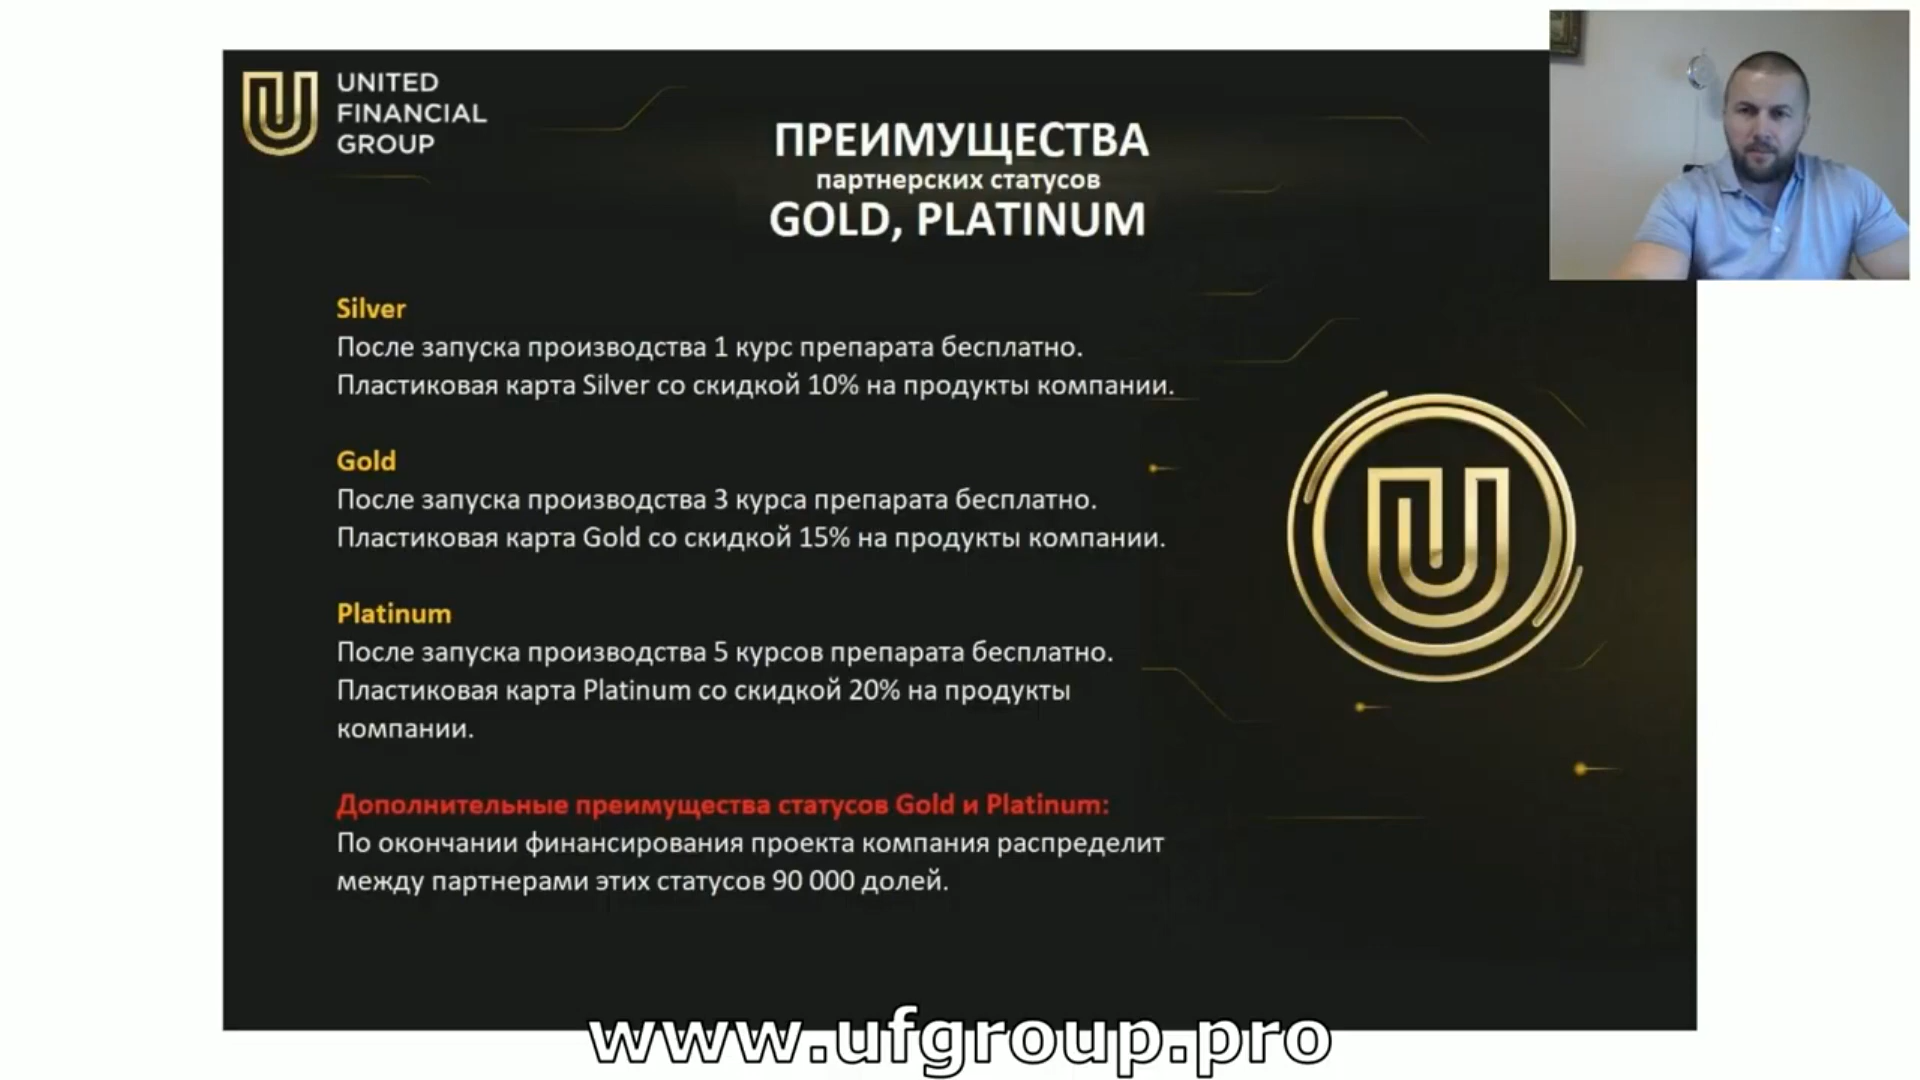 UNITED
FINANCIAL
GROUP
ПРЕИМУЩЕСТВА
партнерских статусов
GOLD, PLATINUM
Silver
После запуска производства 1 курс препарата бесплатно.
Пластиковая карта Silver со скидкой 10% на продукты компании.
Gold
После запуска производства 3 курса препарата бесплатно.
Пластиковая карта Gold со скидкой 15% на продукты компании.
Platinum
После запуска производства 5 курсов препарата бесплатно.
Пластиковая карта Platinum со скидкой 20% на продукты
компании.
Дополнительные преимущества статусов Gold и Platinum:
По окончании финансирования проекта компания распределит
между партнерами этих статусов 90 000 долей.
www.ufgroup.pro